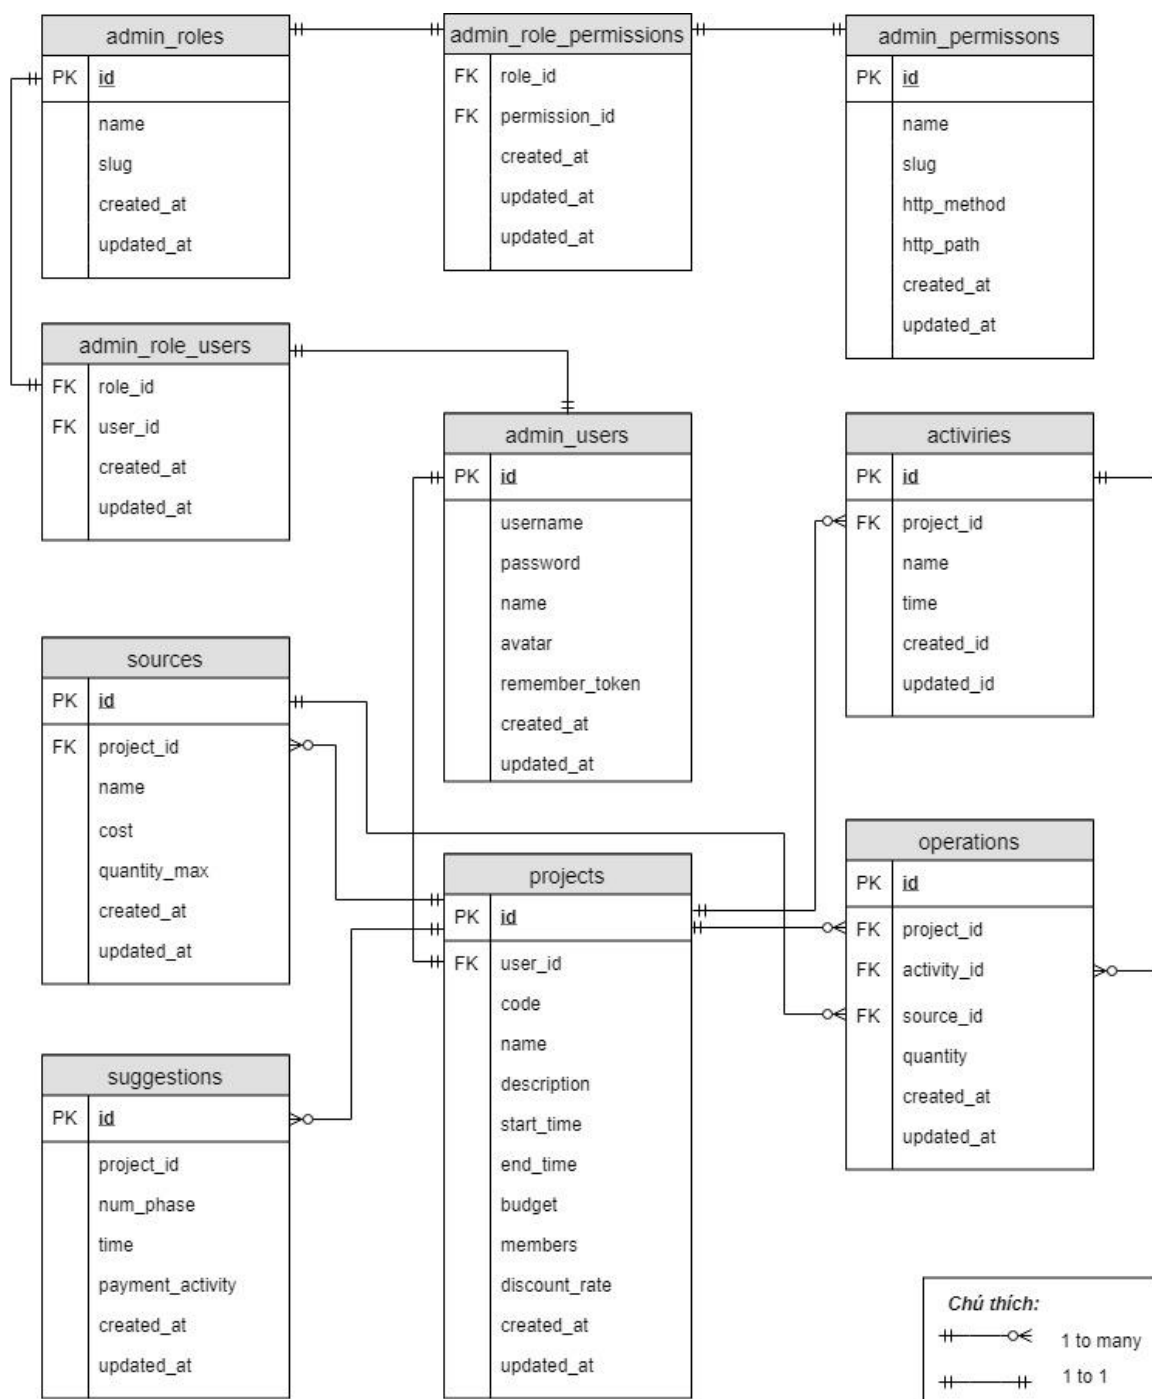 admin_roles
PK id
name
slug
created_at
updated_at
admin_role_permissions
FK role_id
FK permission_id
created_at
updated_at
updated_at
admin_permissons
PK id
name
slug
http_method
http_path
created_at
updated_at
admin_role_users
FK role_id
FK user_id
created_at
updated_at
admin_users
PK id
username
password
name
avatar
remember_token
created_at
updated_at
activiries
PK id
FK project_id
name
time
created_id
updated_id
sources
PK id
FK project_id
name
cost
quantity_max
created_at
updated_at
projects
PK id
FK user_id
code
name
description
start_time
end_time
budget
members
discount_rate
created_at
updated_at
operations
PK id
FK project_id
FK activity_id
FK source_id
quantity
created_at
updated_at
suggestions
PK id
project_id
num_phase
time
payment_activity
created_at
updated_at
Chú thích:
1 to many
1 to 1